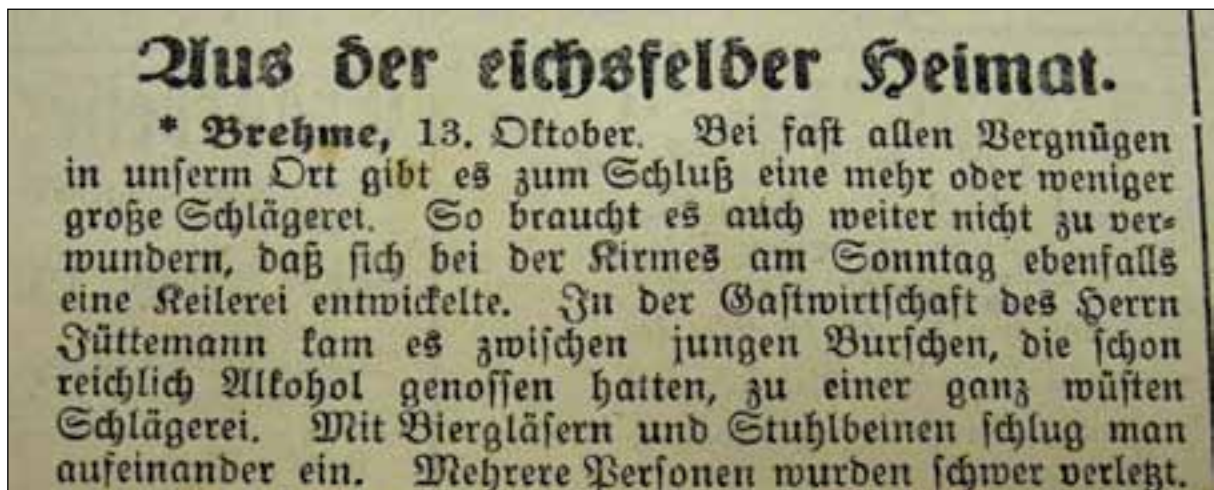 Aus der eichsfelder Heimat.
* Brehme, 13. Oktober. Bei fast allen Vergnügen
in unserm Ort gibt es zum Schluß eine mehr oder weniger
große Schlägerei. So braucht es auch weiter nicht zu ver-
wundern, daß sich bei der Kirmes am Sonntag ebenfalls
eine Keilerei entwickelte. In der Gastwirtschaft des Herrn
Jüttemann kam es zwischen jungen Burschen, die schon
reichlich Alkohol genossen hatten, zu einer ganz wüsten
Schlägerei. Mit Biergläsern und Stuhlbeinen schlug man
aufeinander ein. Mehrere Personen wurden schwer verletzt.